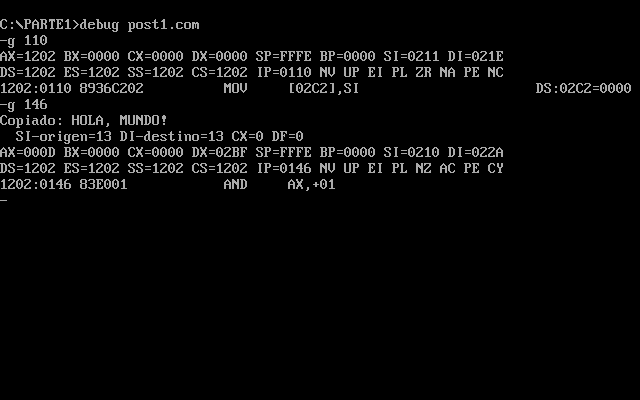 C:\PARTE1>debug post1.com
-g 110
AX=1202 BX=0000 CX=0000 DX=0000 SP=FFFE BP=0000 SI=0211 DI=021E
DS=1202 ES=1202 SS=1202 CS=1202 IP=0110 NV UP EI PL ZR NA PE NC
1202:0110 8936C202 MOV [02C2],SI DS:02C2=0000
-g 146
Copiado: HOLA, MUNDO!
SI-origen=13 DI-destino=13 CX=0 DF=0
AX=000D BX=0000 CX=0000 DX=02BF SP=FFFE BP=0000 SI=0210 DI=022A
DS=1202 ES=1202 SS=1202 CS=1202 IP=0146 NV UP EI PL NZ AC PE CY
1202:0146 83E001 AND AX,+01
-